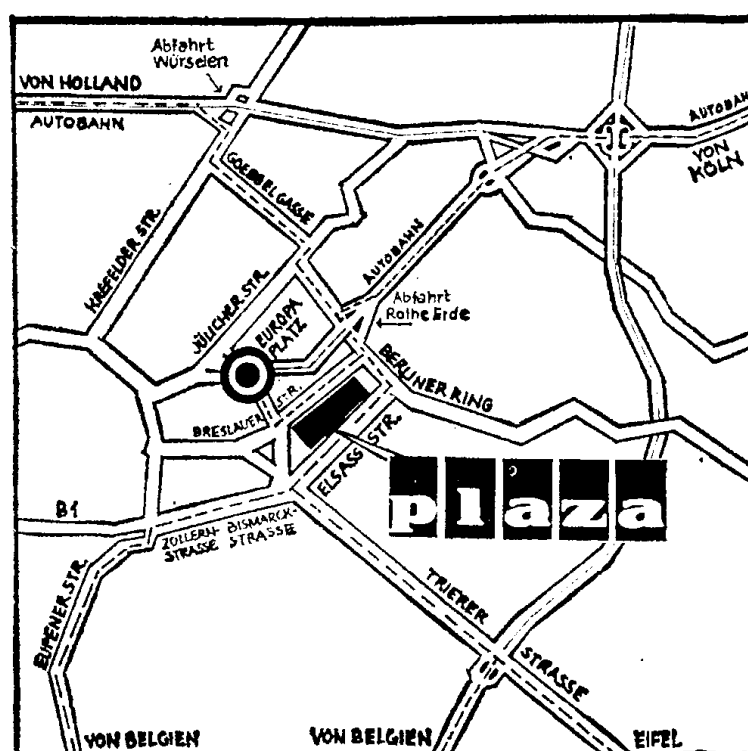 Abfahrt
Würselen
VON HOLLAND
AUTOBAHN
AUTOBAHN
VON
KÖLN
GOEBBELGASSE
KREFELDER STR.
JÜLICHER STR.
EUROPA
PLATZ
AUTOBAHN
Abfahrt
Rothe Erde
BERLINER RING
BRESLAUER STR.
ELSASS STR.
plaza
B1
ZOLLERN-
STRASSE
BISMARCK-
STRASSE
EUPENER STR.
TRIERER
STRASSE
VON BELGIEN
VON BELGIEN
EIFEL